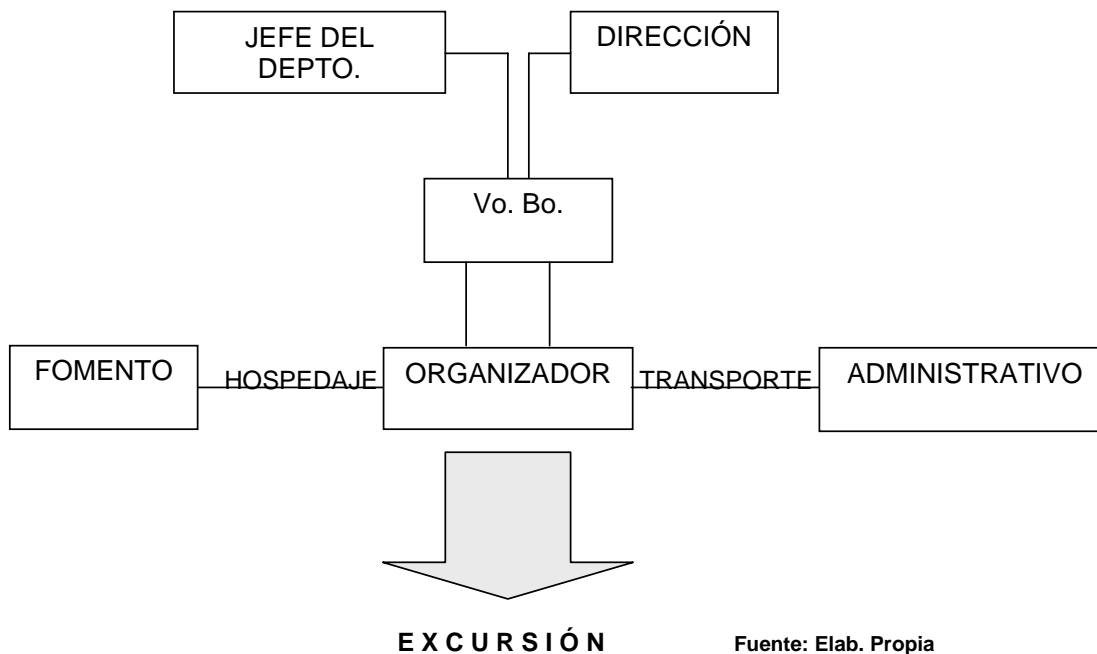 JEFE DEL
DEPTO.
DIRECCIÓN
Vo. Bo.
FOMENTO
HOSPEDAJE
ORGANIZADOR
TRANSPORTE
ADMINISTRATIVO
E X C U R S I Ó N
Fuente: Elab. Propia